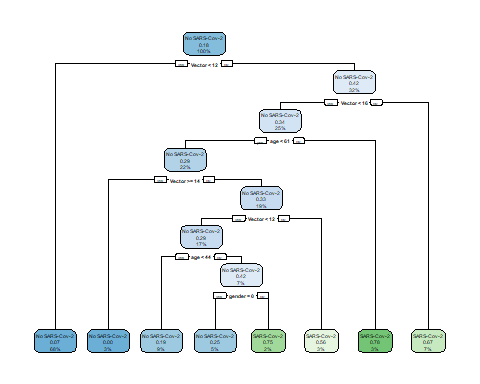 No SARS-Cov-2
0.18
100%
Vector < 12
No SARS-Cov-2
0.42
32%
Vector < 16
No SARS-Cov-2
0.34
25%
age < 61
No SARS-Cov-2
0.29
22%
Vector >= 14
No SARS-Cov-2
0.33
19%
Vector < 12
No SARS-Cov-2
0.29
17%
age < 44
No SARS-Cov-2
0.42
7%
gender = 0
No SARS-Cov-2
0.07
68%
No SARS-Cov-2
0.00
3%
No SARS-Cov-2
0.19
9%
No SARS-Cov-2
0.25
5%
SARS-Cov-2
0.75
2%
SARS-Cov-2
0.56
3%
SARS-Cov-2
0.78
3%
SARS-Cov-2
0.67
7%